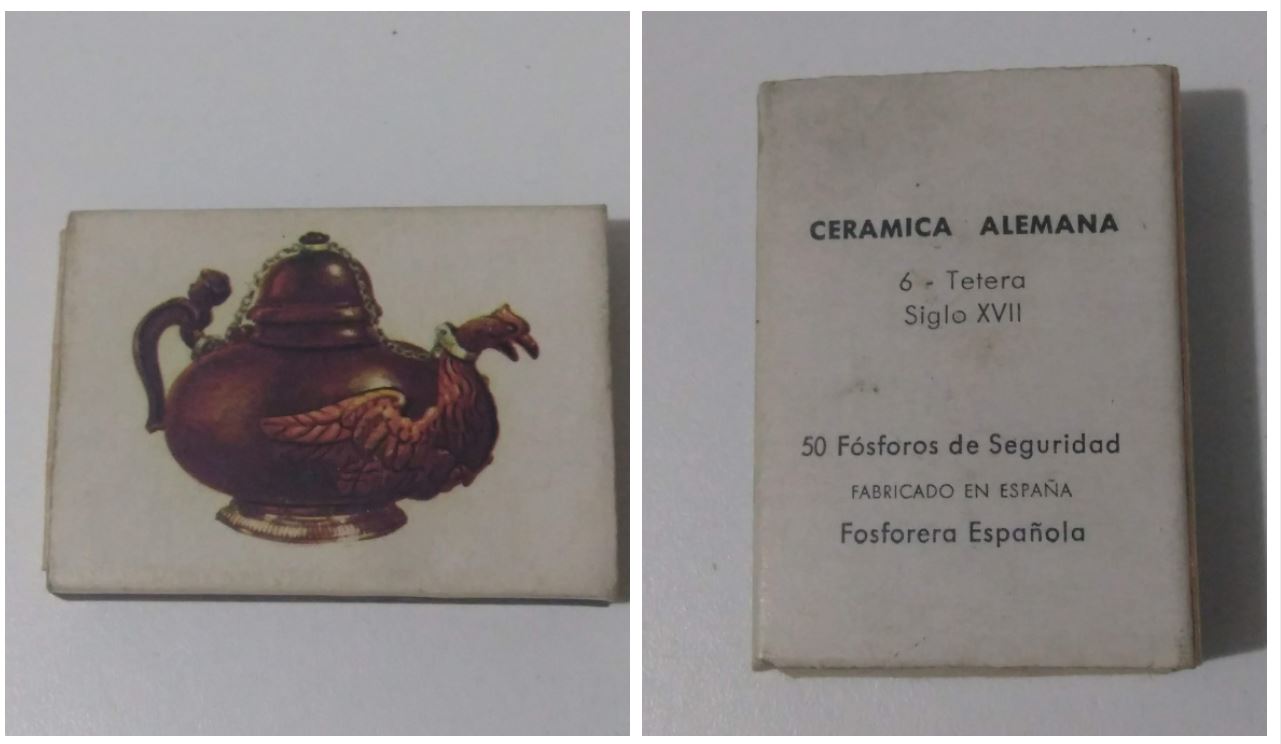 CERAMICA ALEMANA
6 - Tetera
Siglo XVII
50 Fósforos de Seguridad
FABRICADO EN ESPAÑA
Fosforera Española